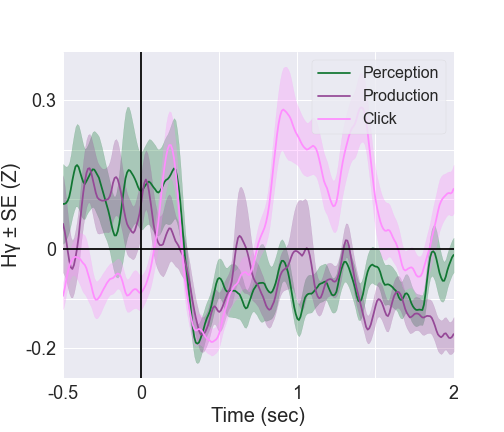 Perception
Production
Click
0.3
0
-0.2
Hγ ± SE (Z)
-0.5
0
1
2
Time (sec)